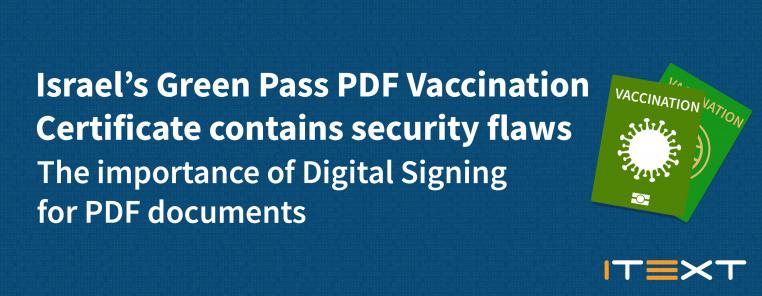 Israel’s Green Pass PDF Vaccination
Certificate contains security flaws
The importance of Digital Signing
for PDF documents
VACCINATION
VACCINATION
ITEXT